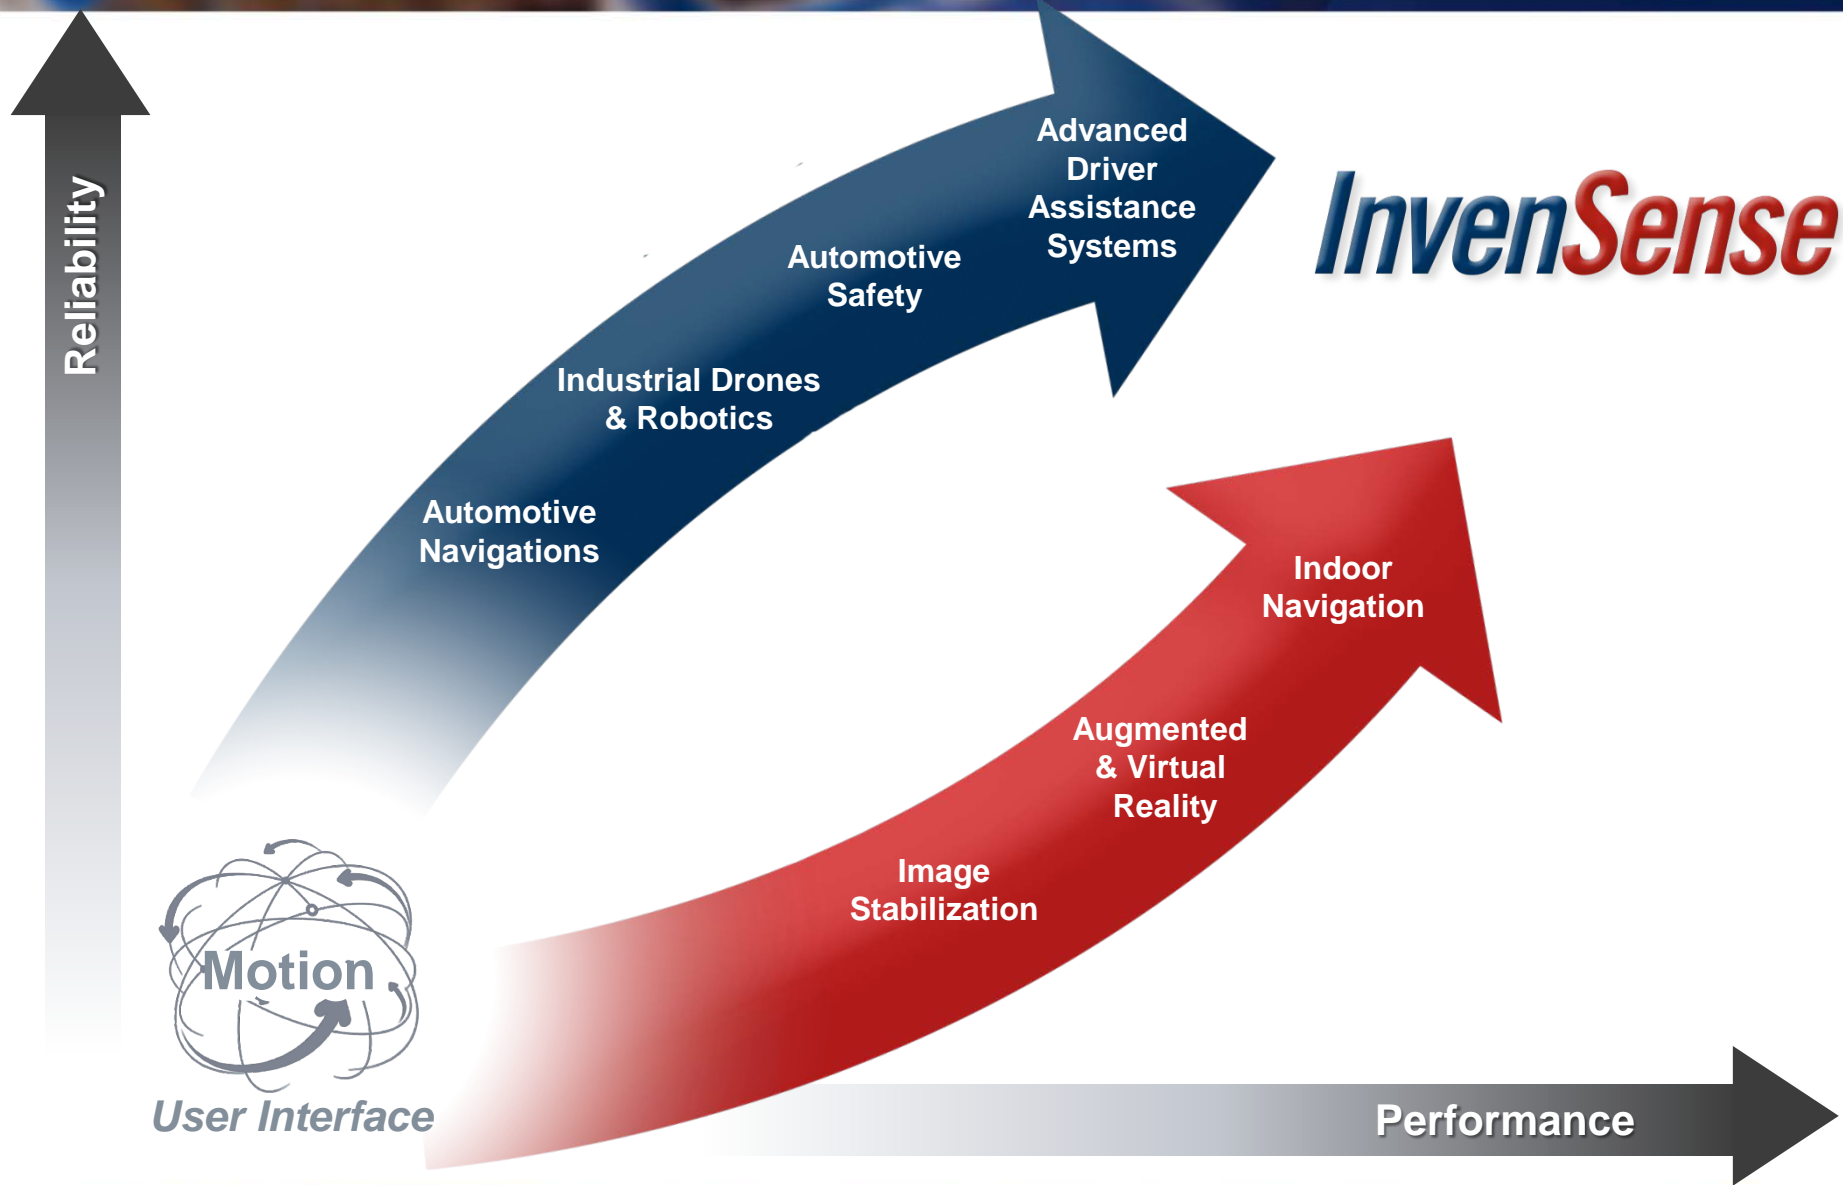 Reliability
Advanced
Driver
Assistance
Systems
InvenSense
Automotive
Safety
Industrial Drones
& Robotics
Automotive
Navigations
Indoor
Navigation
Augmented
& Virtual
Reality
Image
Stabilization
Motion
User Interface
Performance